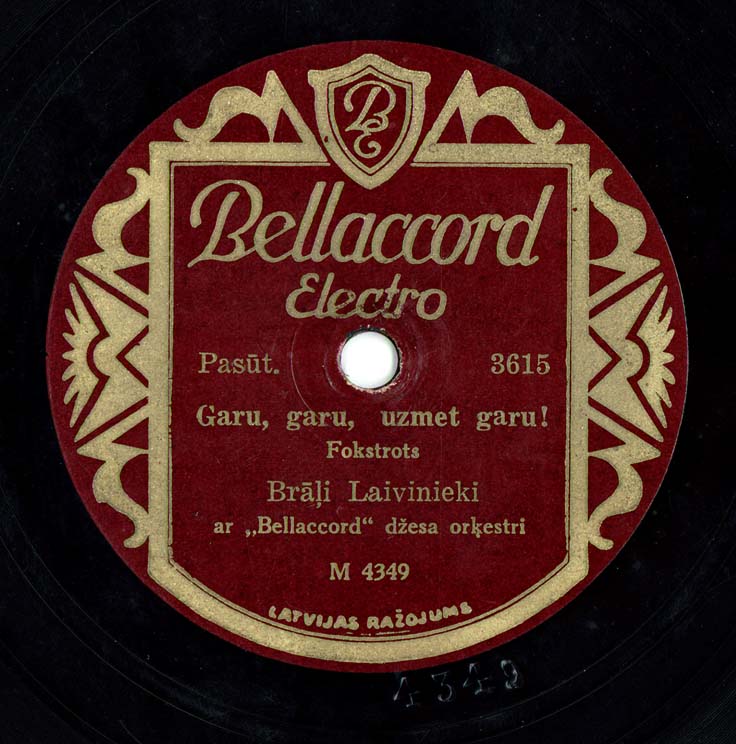 BE
Bellaccord
Electro
Pasūt. 3615
Garu, garu, uzmet garu!
Fokstrots
Brāļi Laivinieki
ar „Bellaccord“ džesa orķestri
M 4349
LATVIJAS RAŽOJUMS
4349